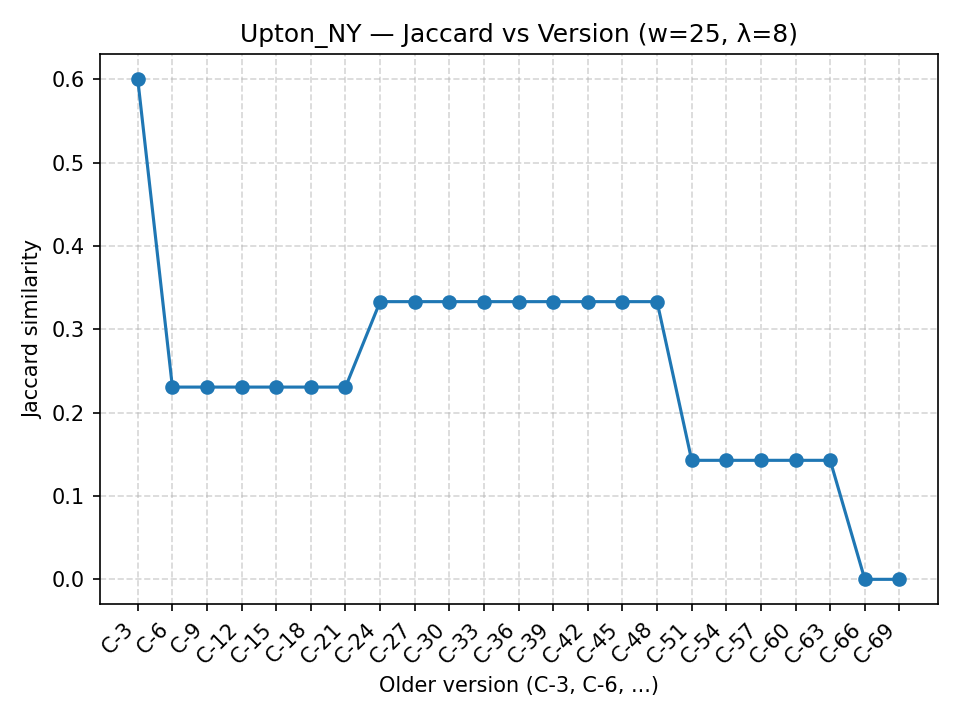 Upton_NY — Jaccard vs Version (w=25, λ=8)
Jaccard similarity
0.6
0.5
0.4
0.3
0.2
0.1
0.0
C-3 C-6 C-9 C-12 C-15 C-18 C-21 C-24 C-27 C-30 C-33 C-36 C-39 C-42 C-45 C-48 C-51 C-54 C-57 C-60 C-63 C-66 C-69
Older version (C-3, C-6, ...)